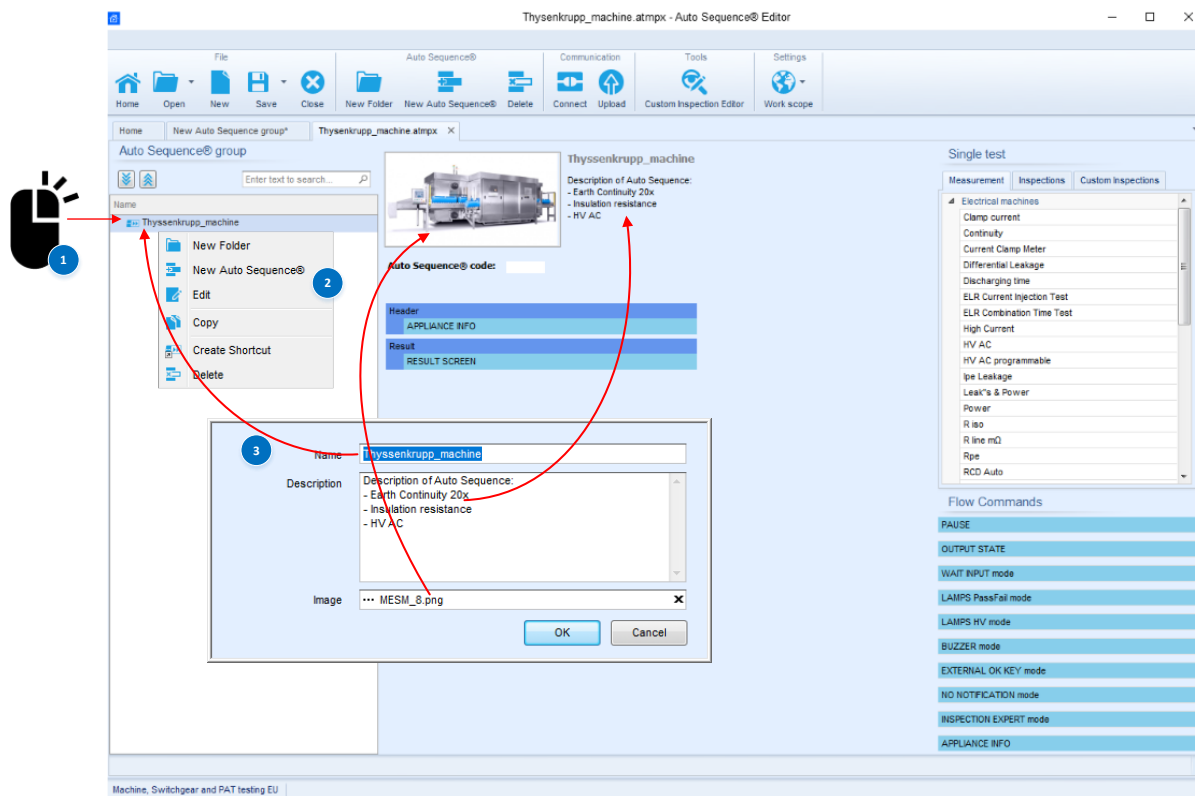 Thysenkrupp_machine.atmpx - Auto Sequence® Editor
File
Auto Sequence®
Communication
Tools
Settings
Home
Open
New
Save
Close
New Folder
New Auto Sequence®
Delete
Connect
Upload
Custom Inspection Editor
Work scope
Home
New Auto Sequence group*
Thysenkrupp_machine.atmpx
Auto Sequence® group
Enter text to search...
Name
Thyssenkrupp_machine
1
New Folder
New Auto Sequence®
2
Edit
Copy
Create Shortcut
Delete
Thyssenkrupp_machine
Description of Auto Sequence:
- Earth Continuity 20x
- Insulation resistance
- HV AC
Auto Sequence® code:
Header
APPLIANCE INFO
Result
RESULT SCREEN
3
Name
Thyssenkrupp_machine
Description
Description of Auto Sequence:
- Earth Continuity 20x
- Insulation resistance
- HV AC
Image
··· MESM_8.png
OK
Cancel
Single test
Measurement
Inspections
Custom Inspections
Electrical machines
Clamp current
Continuity
Current Clamp Meter
Differential Leakage
Discharging time
ELR Current Injection Test
ELR Combination Time Test
High Current
HV AC
HV AC programmable
Ipe Leakage
Leak''s & Power
Power
R iso
R line mΩ
Rpe
RCD Auto
Flow Commands
PAUSE
OUTPUT STATE
WAIT INPUT mode
LAMPS PassFail mode
LAMPS HV mode
BUZZER mode
EXTERNAL OK KEY mode
NO NOTIFICATION mode
INSPECTION EXPERT mode
APPLIANCE INFO
Machine, Switchgear and PAT testing EU